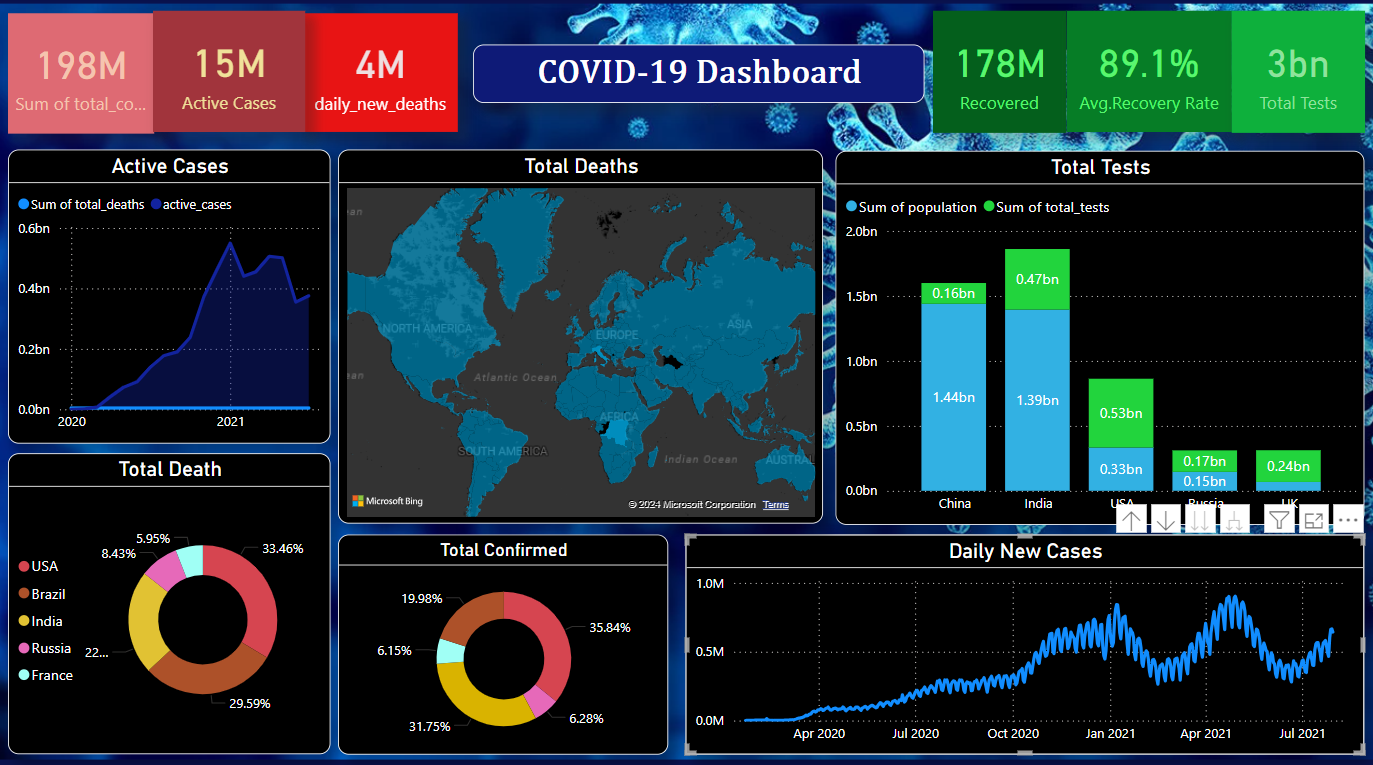 198M
Sum of total_co...
15M
Active Cases
4M
daily_new_deaths
COVID-19 Dashboard
178M
Recovered
89.1%
Avg.Recovery Rate
3bn
Total Tests
Active Cases
Sum of total_deaths active_cases
0.6bn
0.4bn
0.2bn
0.0bn
2020 2021
Total Deaths
NORTH AMERICA
EUROPE
ASIA
Atlantic Ocean
AFRICA
SOUTH AMERICA
Indian Ocean
AUSTRAL
Microsoft Bing
© 2024 Microsoft Corporation Terms
Total Tests
Sum of population Sum of total_tests
2.0bn
1.5bn
1.0bn
0.5bn
0.0bn
0.16bn
1.44bn
0.47bn
1.39bn
0.53bn
0.33bn
0.17bn
0.15bn
0.24bn
China India USA Russia UK
Total Death
USA
Brazil
India
Russia
France
5.95%
8.43%
33.46%
22...
29.59%
Total Confirmed
19.98%
35.84%
6.15%
31.75%
6.28%
Daily New Cases
1.0M
0.5M
0.0M
Apr 2020 Jul 2020 Oct 2020 Jan 2021 Apr 2021 Jul 2021